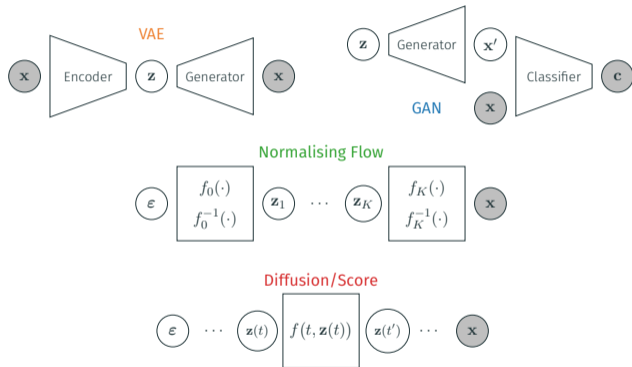 VAE
x Encoder z Generator x
z Generator x′
x Classifier c
GAN
Normalising Flow
ε f₀(·) f₀⁻¹(·) z₁ ··· z_K f_K(·) f_K⁻¹(·) x
Diffusion/Score
ε ··· z(t) f(t, z(t)) z(t′) ··· x